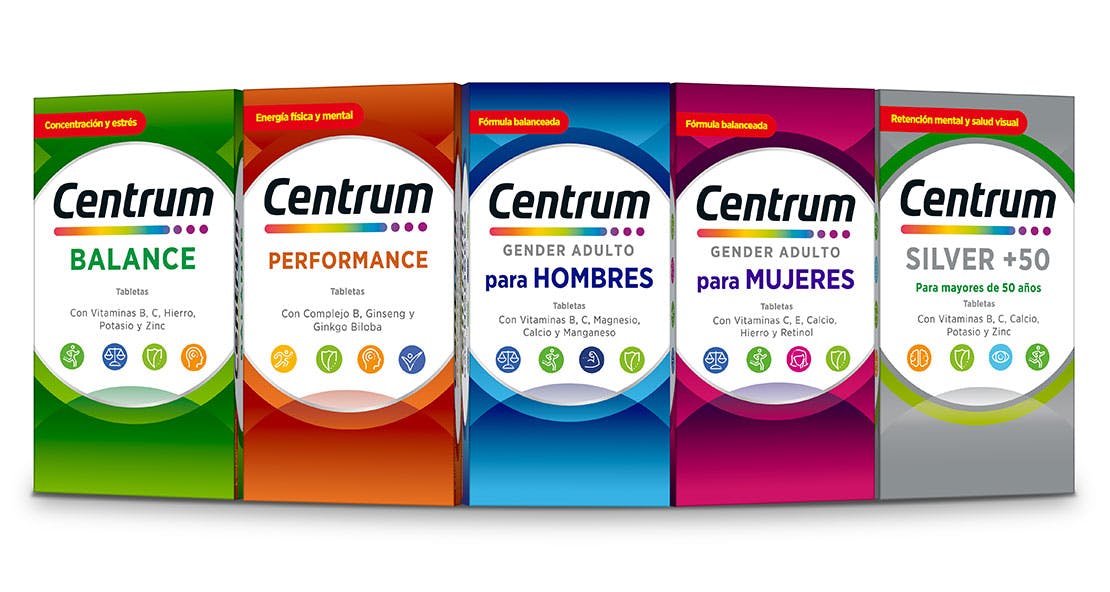 Concentración y estrés
Centrum
BALANCE
Tabletas
Con Vitaminas B, C, Hierro,
Potasio y Zinc
Energía física y mental
Centrum
PERFORMANCE
Tabletas
Con Complejo B, Ginseng y
Ginkgo Biloba
Fórmula balanceada
Centrum
GENDER ADULTO
para HOMBRES
Tabletas
Con Vitaminas B, C, Magnesio,
Calcio y Manganeso
Fórmula balanceada
Centrum
GENDER ADULTO
para MUJERES
Tabletas
Con Vitaminas C, E, Calcio,
Hierro y Retinol
Retención mental y salud visual
Centrum
SILVER +50
Para mayores de 50 años
Tabletas
Con Vitaminas B, C, Calcio,
Potasio y Zinc